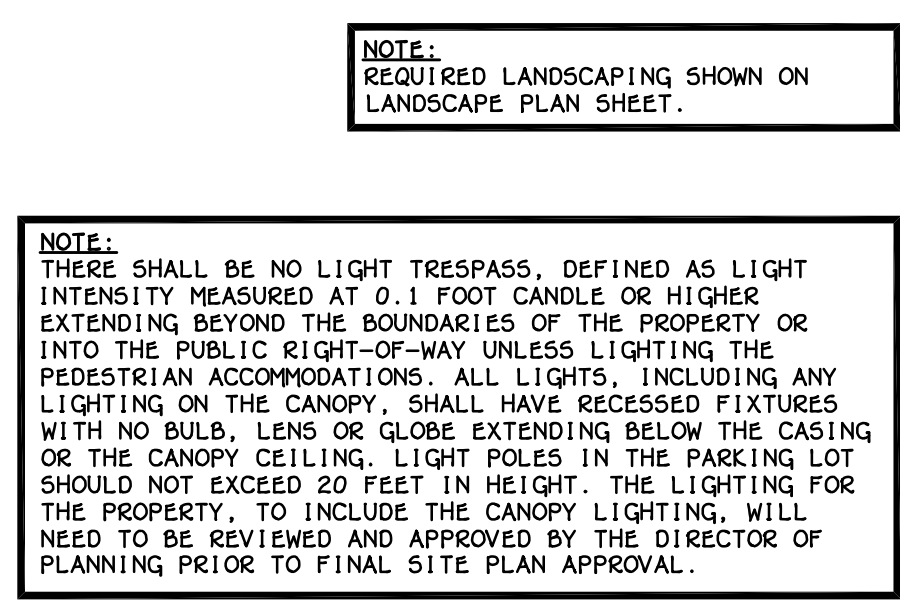 NOTE:
REQUIRED LANDSCAPING SHOWN ON
LANDSCAPE PLAN SHEET.
NOTE:
THERE SHALL BE NO LIGHT TRESPASS, DEFINED AS LIGHT
INTENSITY MEASURED AT 0.1 FOOT CANDLE OR HIGHER
EXTENDING BEYOND THE BOUNDARIES OF THE PROPERTY OR
INTO THE PUBLIC RIGHT-OF-WAY UNLESS LIGHTING THE
PEDESTRIAN ACCOMMODATIONS. ALL LIGHTS, INCLUDING ANY
LIGHTING ON THE CANOPY, SHALL HAVE RECESSED FIXTURES
WITH NO BULB, LENS OR GLOBE EXTENDING BELOW THE CASING
OR THE CANOPY CEILING. LIGHT POLES IN THE PARKING LOT
SHOULD NOT EXCEED 20 FEET IN HEIGHT. THE LIGHTING FOR
THE PROPERTY, TO INCLUDE THE CANOPY LIGHTING, WILL
NEED TO BE REVIEWED AND APPROVED BY THE DIRECTOR OF
PLANNING PRIOR TO FINAL SITE PLAN APPROVAL.